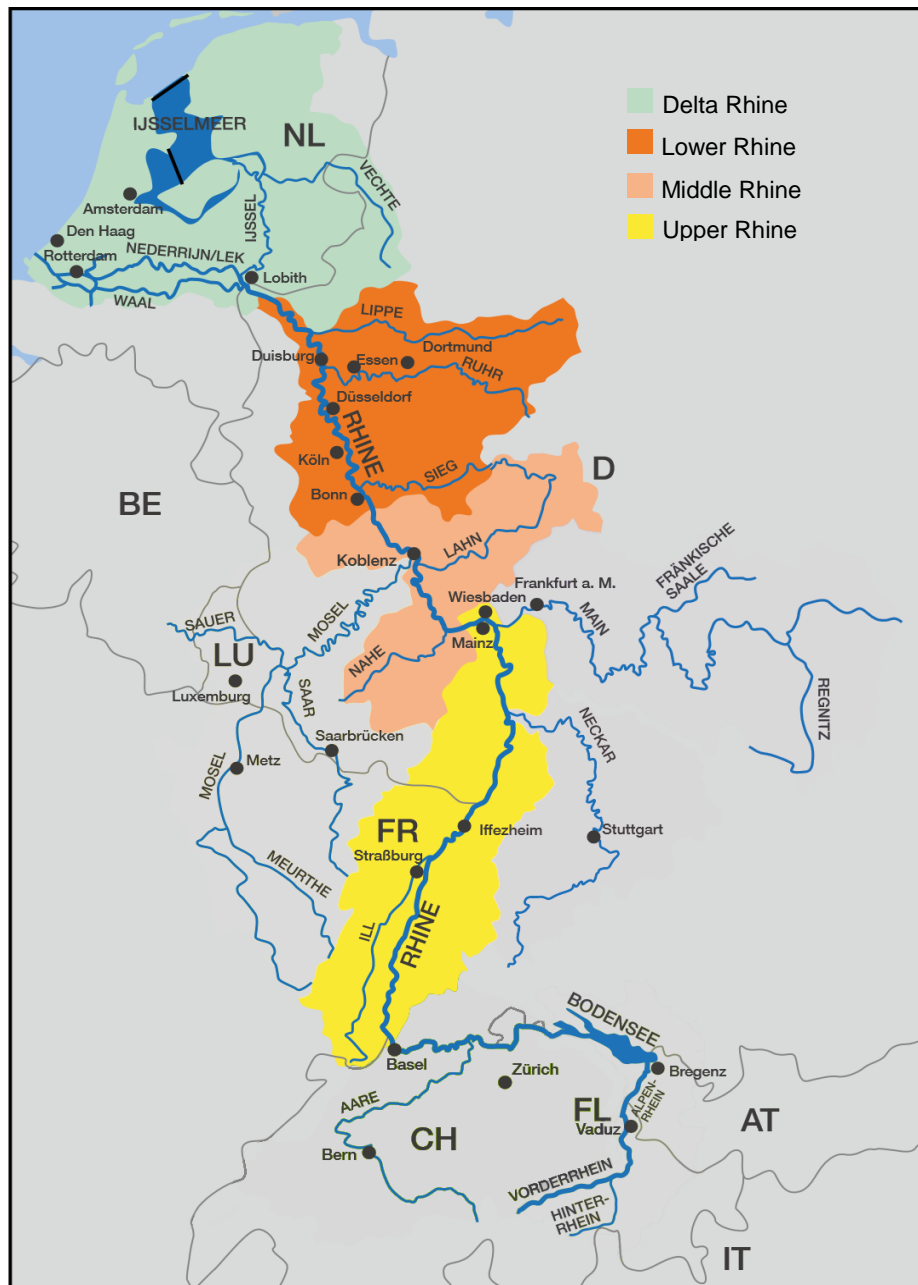 Delta Rhine
Lower Rhine
Middle Rhine
Upper Rhine
IJSSELMEER
NL
VECHTE
Amsterdam
IJSSEL
Den Haag
NEDERRIJN/LEK
Rotterdam
Lobith
WAAL
LIPPE
Duisburg
Essen
Dortmund
RUHR
Düsseldorf
RHINE
Köln
SIEG
D
BE
Bonn
Koblenz
LAHN
FRÄNKISCHE
SAALE
Frankfurt a. M.
Wiesbaden
MAIN
MOSEL
SAUER
Mainz
LU
NAHE
SAAR
Luxemburg
REGNITZ
NECKAR
Saarbrücken
MOSEL
Metz
FR
Iffezheim
Stuttgart
Straßburg
MEURTHE
ILL
RHINE
BODENSEE
Basel
Zürich
Bregenz
AARE
FL
ALPEN-
RHEIN
AT
Vaduz
CH
Bern
VORDERRHEIN
HINTER-
RHEIN
IT